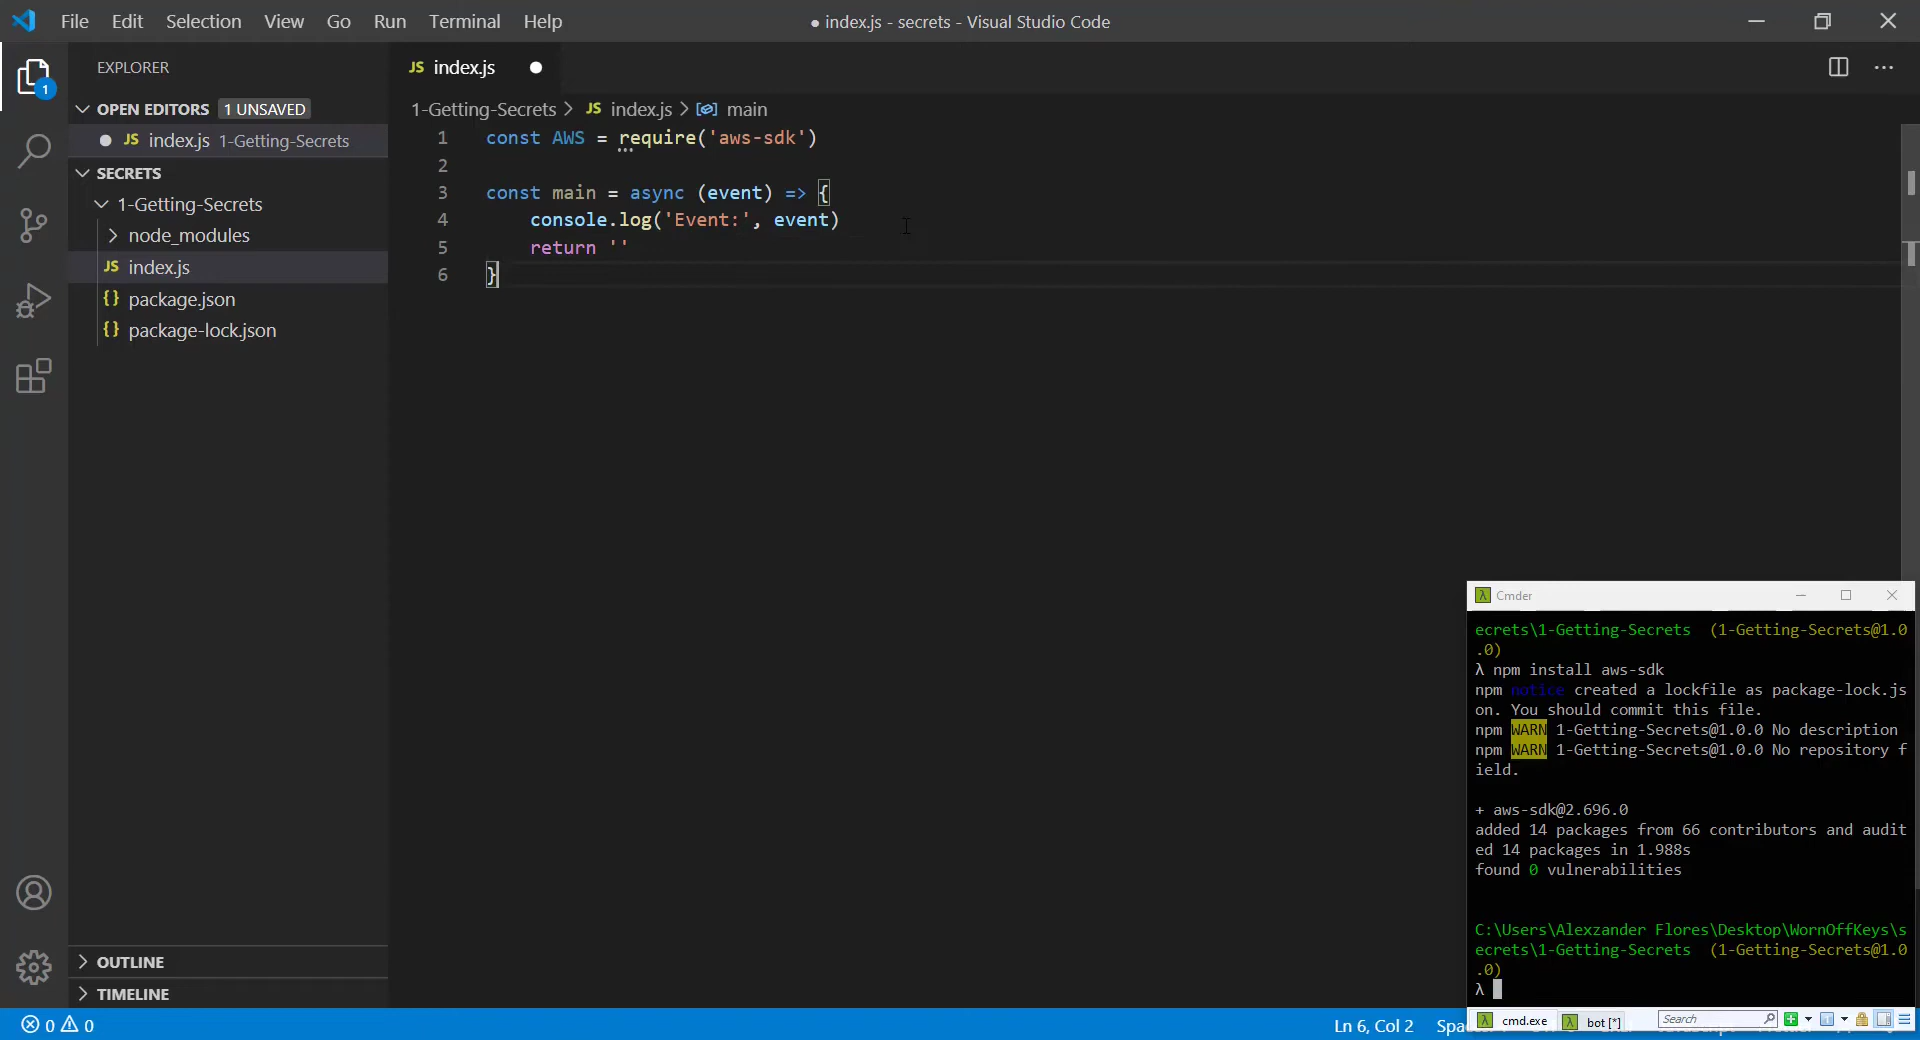 File Edit Selection View Go Run Terminal Help
● index.js - secrets - Visual Studio Code
1
EXPLORER
OPEN EDITORS 1 UNSAVED
JS index.js 1-Getting-Secrets
SECRETS
1-Getting-Secrets
node_modules
JS index.js
{} package.json
{} package-lock.json
OUTLINE
TIMELINE
JS index.js
1-Getting-Secrets > JS index.js > main
1 const AWS = require('aws-sdk')
2
3 const main = async (event) => {
4 console.log('Event:', event)
5 return ''
6 }
λ Cmder
ecrets\1-Getting-Secrets (1-Getting-Secrets@1.0
.0)
λ npm install aws-sdk
npm notice created a lockfile as package-lock.js
on. You should commit this file.
npm WARN 1-Getting-Secrets@1.0.0 No description
npm WARN 1-Getting-Secrets@1.0.0 No repository f
ield.
+ aws-sdk@2.696.0
added 14 packages from 66 contributors and audit
ed 14 packages in 1.988s
found 0 vulnerabilities
C:\Users\Alexzander Flores\Desktop\WornOffKeys\s
ecrets\1-Getting-Secrets (1-Getting-Secrets@1.0
.0)
λ
λ cmd.exe λ bot [*] Search
0 0
Ln 6, Col 2